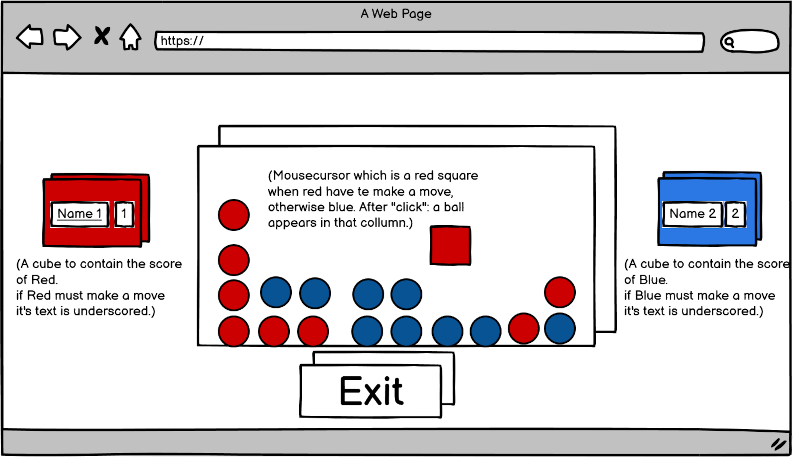 A Web Page
https://
(Mousecursor which is a red square
when red have te make a move,
otherwise blue. After "click": a ball
appears in that collumn.)
Name 1
1
Name 2
2
(A cube to contain the score
of Red.
if Red must make a move
it's text is underscored.)
(A cube to contain the score
of Blue.
if Blue must make a move
it's text is underscored.)
Exit